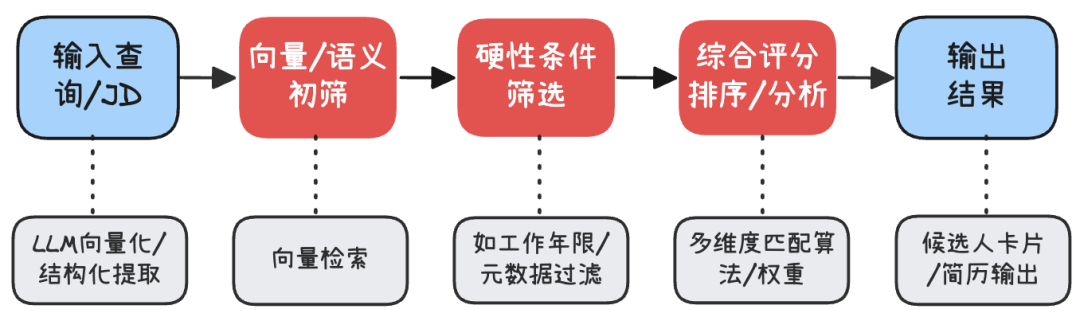 输入查
询/JD
向量/语义
初筛
硬性条件
筛选
综合评分
排序/分析
输出
结果
LLM向量化/
结构化提取
向量检索
如工作年限/
元数据过滤
多维度匹配算
法/权重
候选人卡片
/简历输出